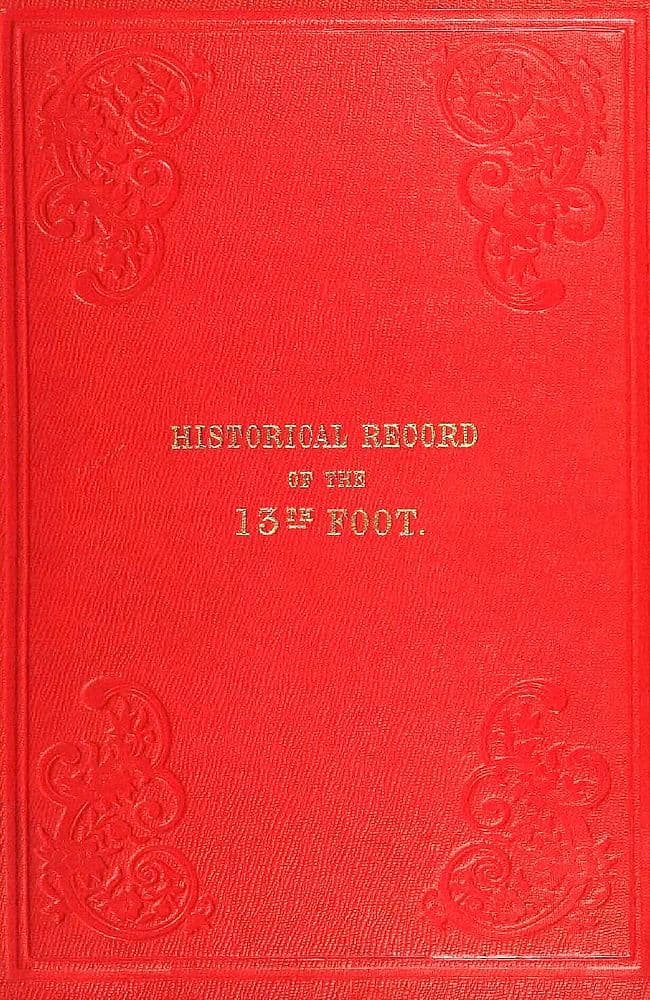 HISTORICAL RECORD
OF THE
13TH FOOT.